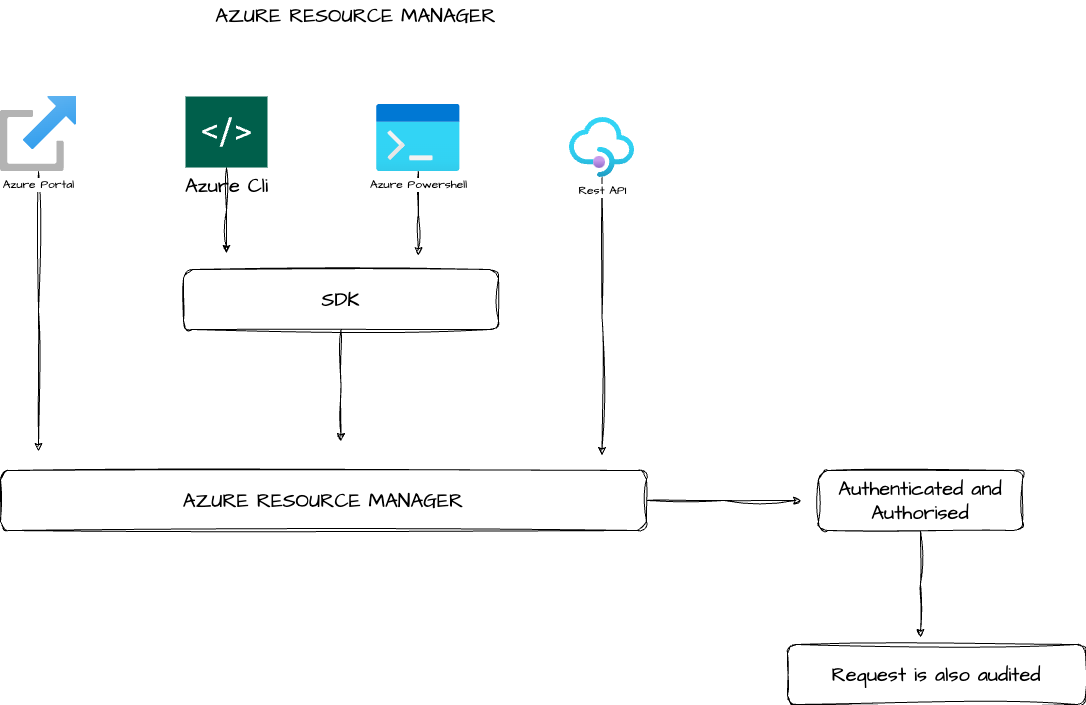 AZURE RESOURCE MANAGER
</>
Azure Portal
Azure Cli
Azure Powershell
Rest API
SDK
AZURE RESOURCE MANAGER
Authenticated and
Authorised
Request is also audited